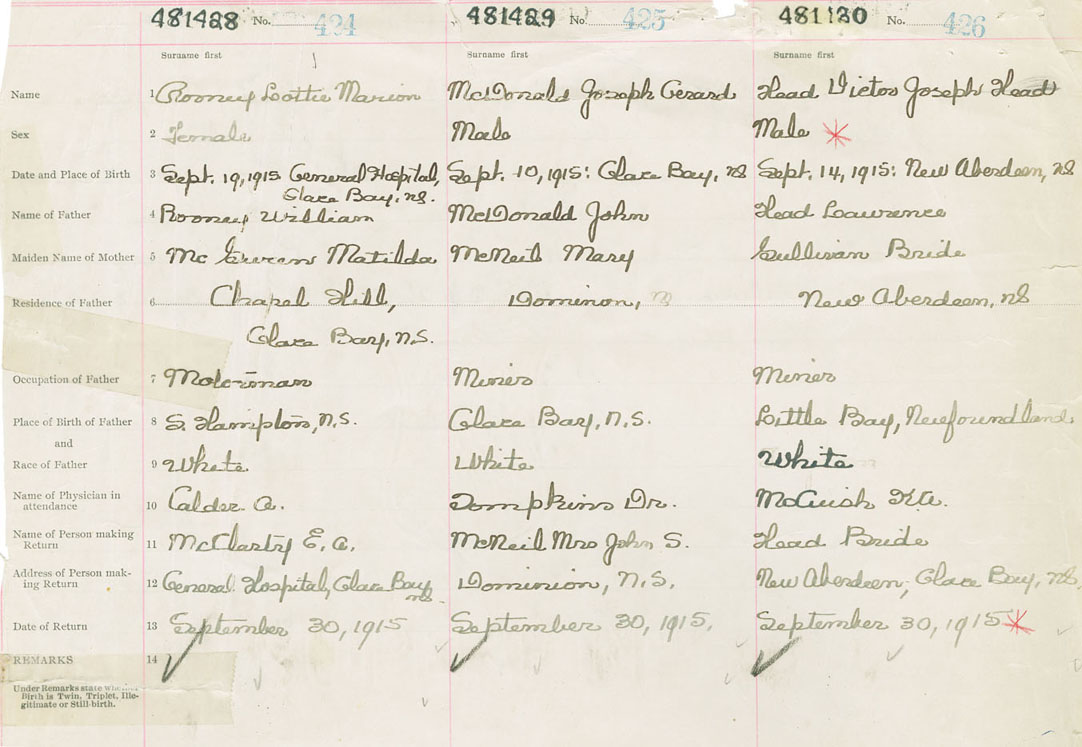 481428 No. 424 481429 No. 425 481130 No. 426
Surname first Surname first Surname first
Name 1 Rooney Lottie Marion McDonald Joseph Gerard Head Victor Joseph Head
Sex 2 Female Male Male *
Date and Place of Birth 3 Sept. 19, 1915 General Hospital, Sept. 10, 1915: Glace Bay, NS Sept. 14, 1915: New Aberdeen, NS
Glace Bay, NS.
Name of Father 4 Rooney William McDonald John Head Lawrence
Maiden Name of Mother 5 Mc Matilda McNeil Mary Sullivan Bride
Residence of Father 6 Chapel Hill, Dominon, New Aberdeen, NS
Glace Bay, N.S.
Occupation of Father 7 Motorman Miner Miner
Place of Birth of Father 8 S. Hampton, N.S. Glace Bay, N.S. Little Bay, Newfoundland.
and
Race of Father 9 White White White
Name of Physician in
attendance 10 Calder A. Tompkins Dr. McCuish
Name of Person making
Return 11 McClarty E. A. McNeil Mrs John S. Head Bride
Address of Person mak-
ing Return 12 General Hospital, Glace Bay, NS. Dominion, N.S. New Aberdeen, Glace Bay, NS.
Date of Return 13 September 30, 1915 September 30, 1915. September 30, 1915 *
REMARKS 14
Under Remarks state whether
Birth is Twin, Triplet, Ille-
gitimate or Still-birth.